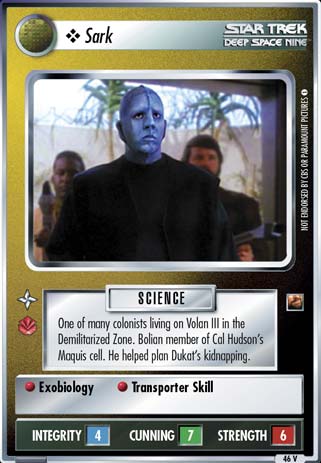 ❖ Sark
STAR TREK
DEEP SPACE NINE
NOT ENDORSED BY CBS OR PARAMOUNT PICTURES
SCIENCE
One of many colonists living on Volan III in the
Demilitarized Zone. Bolian member of Cal Hudson's
Maquis cell. He helped plan Dukat's kidnapping.
Exobiology Transporter Skill
INTEGRITY 4 CUNNING 7 STRENGTH 6
46 V